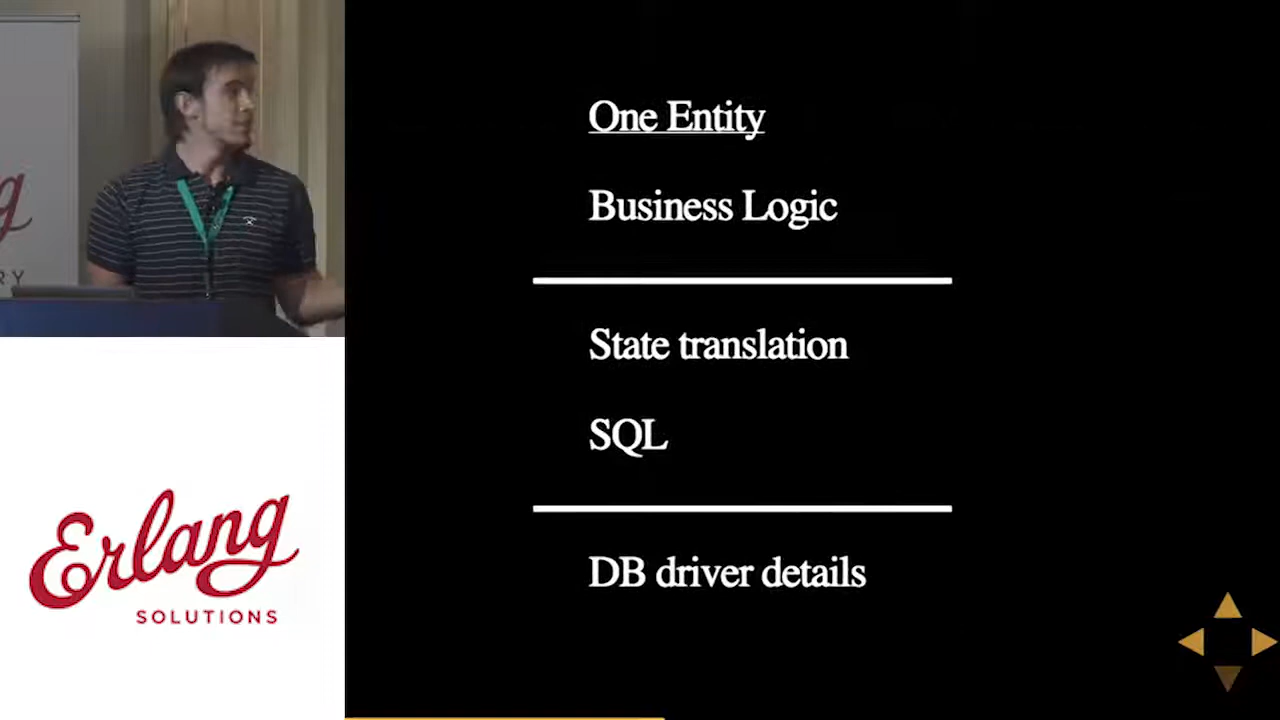 One Entity
Business Logic
State translation
SQL
DB driver details
Erlang
SOLUTIONS